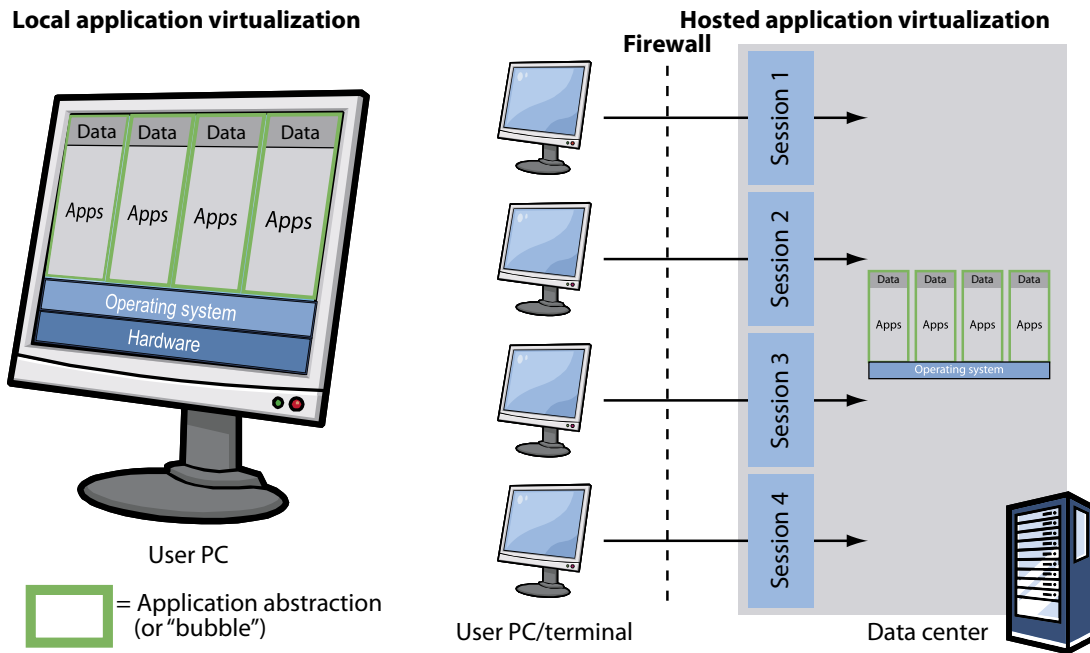 Local application virtualization
Data
Data
Data
Data
Apps
Apps
Apps
Apps
Operating system
Hardware
User PC
= Application abstraction
(or “bubble”)
Hosted application virtualization
Firewall
Session 1
Session 2
Session 3
Session 4
Data
Data
Data
Data
Apps
Apps
Apps
Apps
Operating system
User PC/terminal
Data center